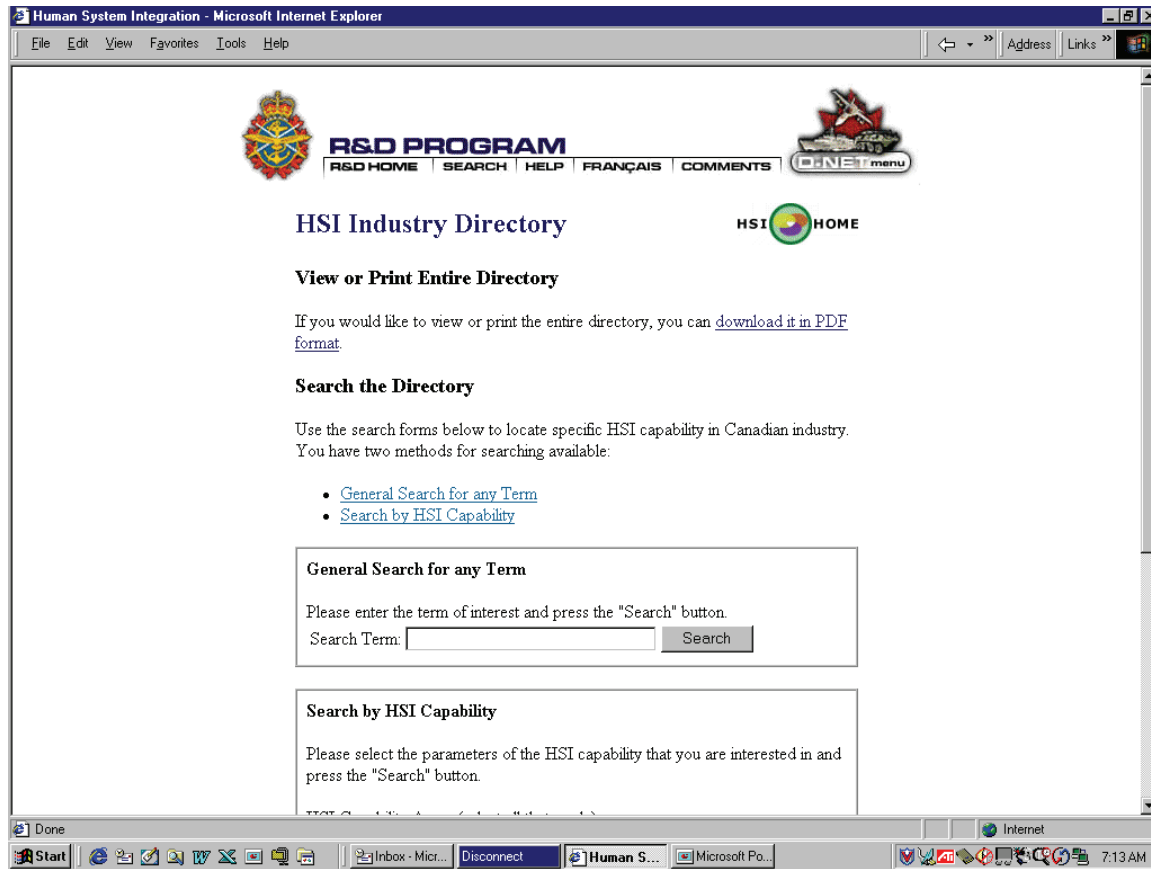 Human System Integration - Microsoft Internet Explorer
File Edit View Favorites Tools Help
Address Links
R&D PROGRAM
R&D HOME SEARCH HELP FRANÇAIS COMMENTS
D-NET menu
HSI Industry Directory
HSI HOME
View or Print Entire Directory
If you would like to view or print the entire directory, you can download it in PDF
format.
Search the Directory
Use the search forms below to locate specific HSI capability in Canadian industry.
You have two methods for searching available:
General Search for any Term
Search by HSI Capability
General Search for any Term
Please enter the term of interest and press the "Search" button.
Search Term: Search
Search by HSI Capability
Please select the parameters of the HSI capability that you are interested in and
press the "Search" button.
Done Internet
Start Inbox - Micr... Disconnect Human S... Microsoft Po... 7:13 AM